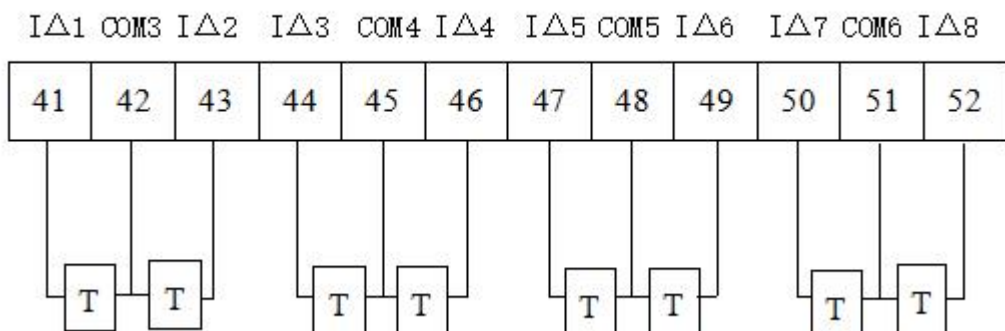 I△1 COM3 I△2 I△3 COM4 I△4 I△5 COM5 I△6 I△7 COM6 I△8
41 42 43 44 45 46 47 48 49 50 51 52
T T T T T T T T